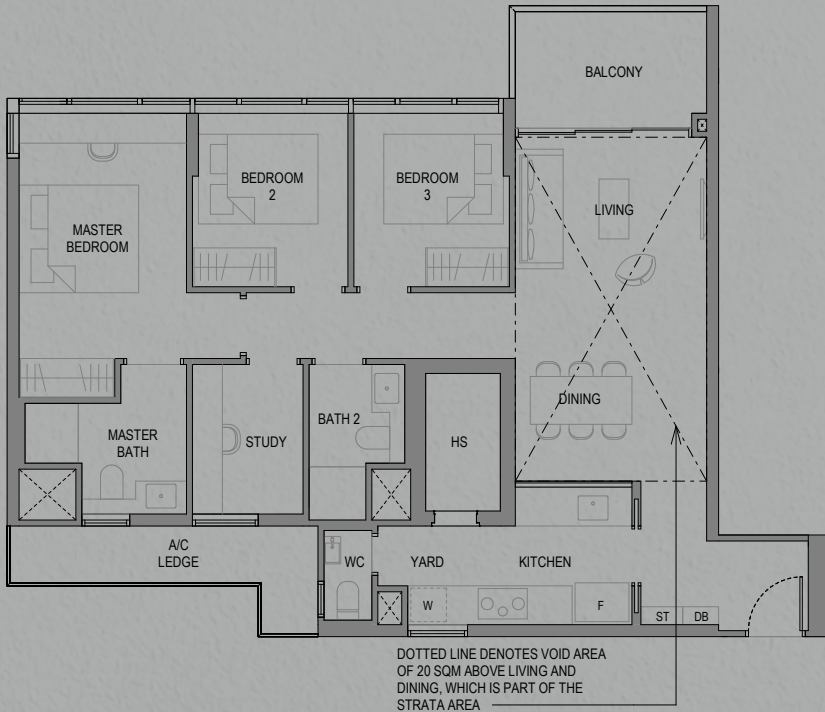 BALCONY
BEDROOM
2
BEDROOM
3
LIVING
MASTER
BEDROOM
DINING
MASTER
BATH
STUDY
BATH 2
HS
A/C
LEDGE
WC
YARD
KITCHEN
W
F
ST
DB
DOTTED LINE DENOTES VOID AREA
OF 20 SQM ABOVE LIVING AND
DINING, WHICH IS PART OF THE
STRATA AREA